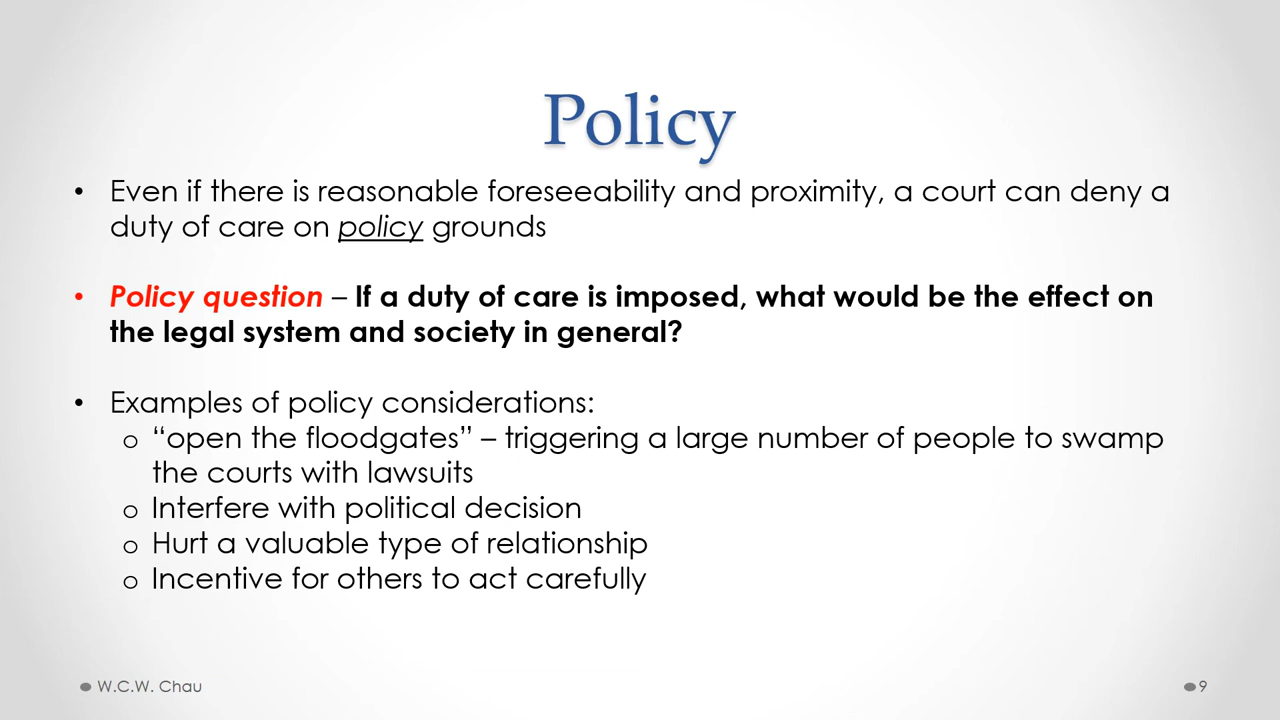 Policy
• Even if there is reasonable foreseeability and proximity, a court can deny a
duty of care on policy grounds
• Policy question – If a duty of care is imposed, what would be the effect on
the legal system and society in general?
• Examples of policy considerations:
o “open the floodgates” – triggering a large number of people to swamp
the courts with lawsuits
o Interfere with political decision
o Hurt a valuable type of relationship
o Incentive for others to act carefully
W.C.W. Chau
9